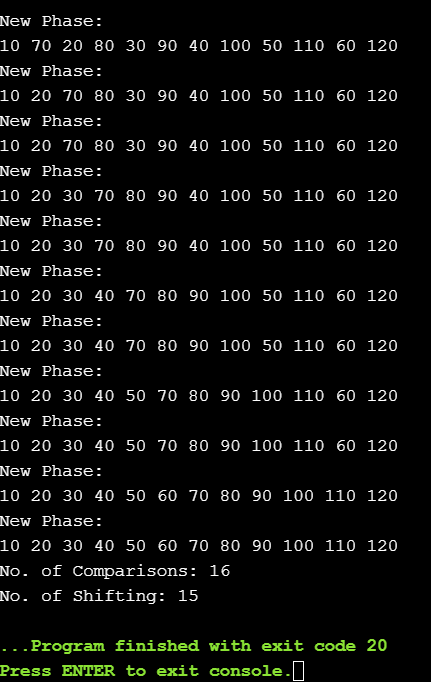 New Phase:
10 70 20 80 30 90 40 100 50 110 60 120
New Phase:
10 20 70 80 30 90 40 100 50 110 60 120
New Phase:
10 20 70 80 30 90 40 100 50 110 60 120
New Phase:
10 20 30 70 80 90 40 100 50 110 60 120
New Phase:
10 20 30 70 80 90 40 100 50 110 60 120
New Phase:
10 20 30 40 70 80 90 100 50 110 60 120
New Phase:
10 20 30 40 70 80 90 100 50 110 60 120
New Phase:
10 20 30 40 50 70 80 90 100 110 60 120
New Phase:
10 20 30 40 50 70 80 90 100 110 60 120
New Phase:
10 20 30 40 50 60 70 80 90 100 110 120
New Phase:
10 20 30 40 50 60 70 80 90 100 110 120
No. of Comparisons: 16
No. of Shifting: 15
...Program finished with exit code 20
Press ENTER to exit console.